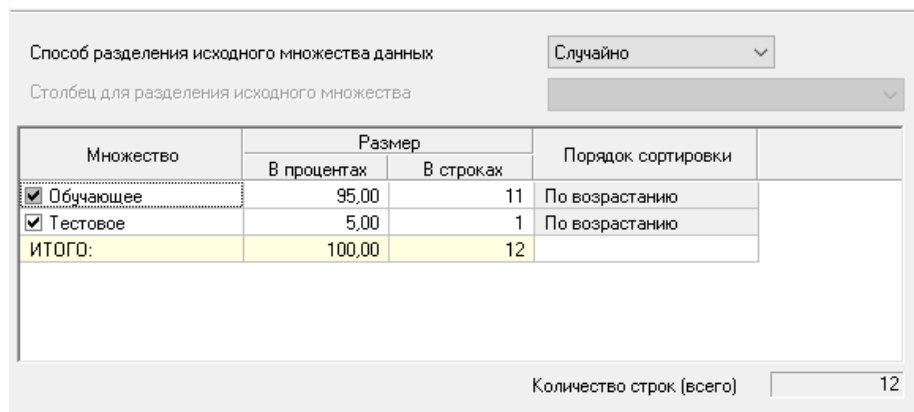 Способ разделения исходного множества данных Случайно
Столбец для разделения исходного множества
Множество Размер Порядок сортировки
В процентах В строках
Обучающее 95,00 11 По возрастанию
Тестовое 5,00 1 По возрастанию
ИТОГО: 100,00 12
Количество строк (всего) 12